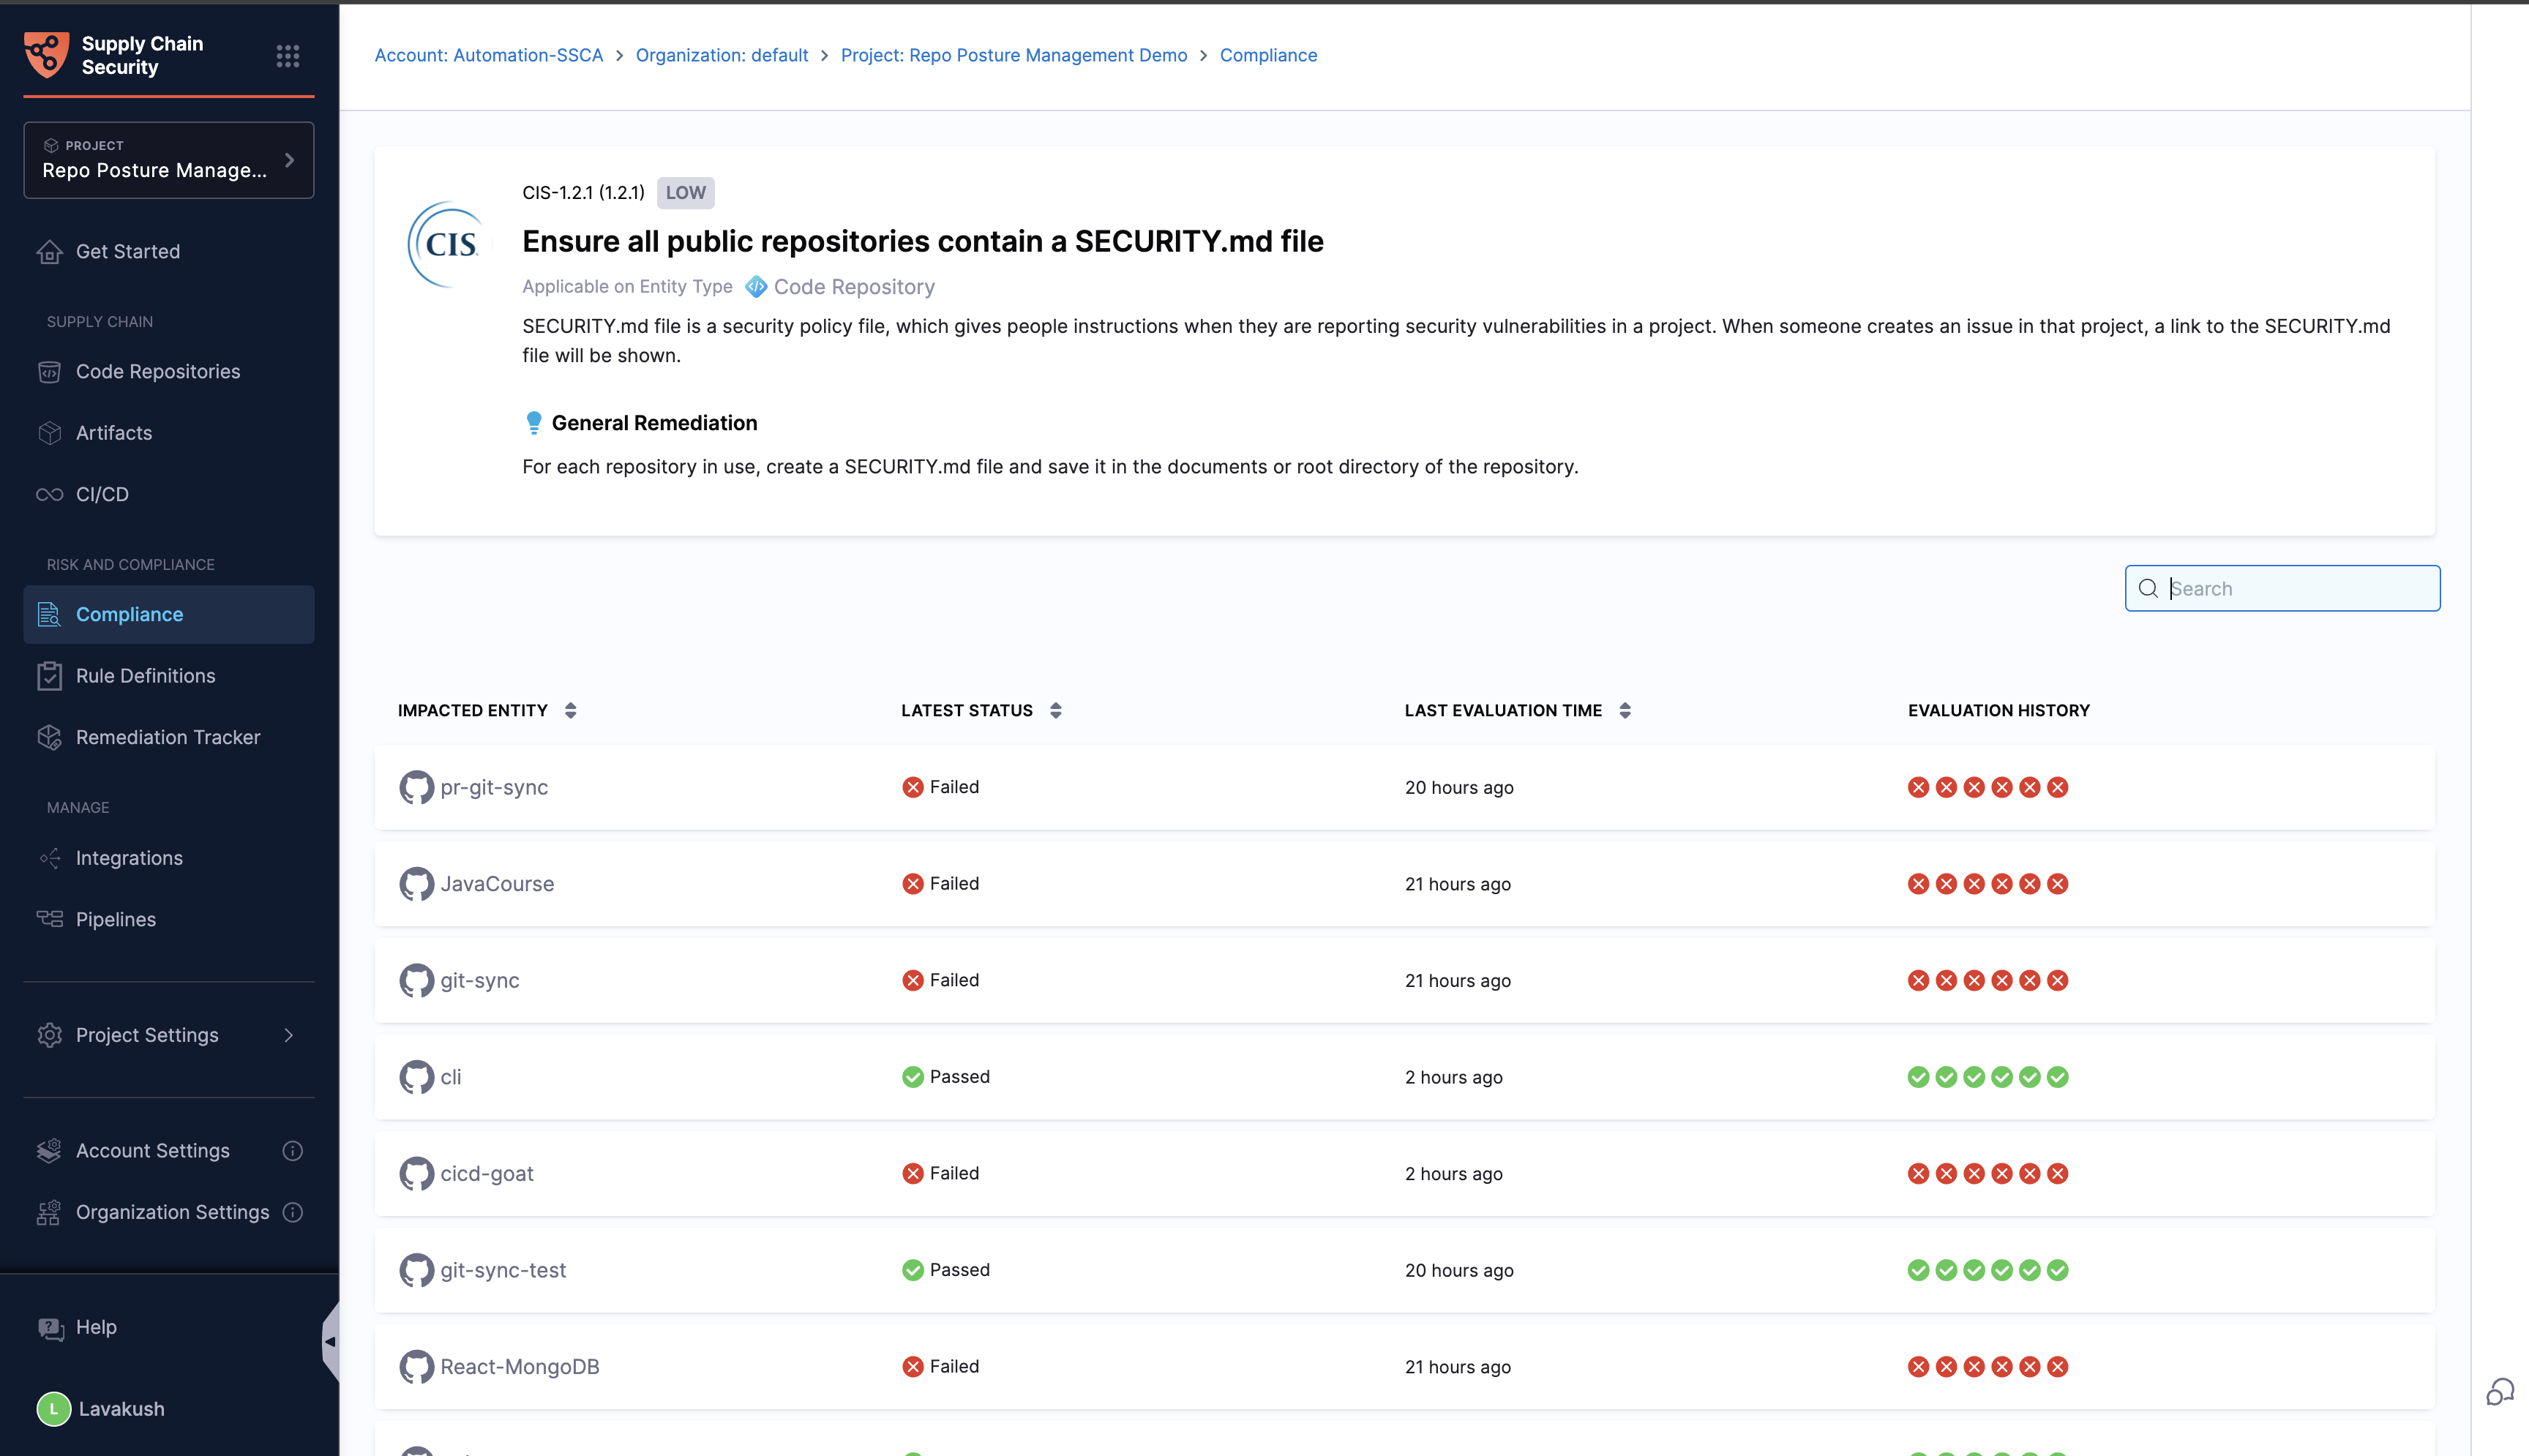 Supply Chain
Security
PROJECT
Repo Posture Manage...
Get Started
SUPPLY CHAIN
Code Repositories
Artifacts
CI/CD
RISK AND COMPLIANCE
Compliance
Rule Definitions
Remediation Tracker
MANAGE
Integrations
Pipelines
Project Settings
Account Settings
Organization Settings
Help
L Lavakush
Account: Automation-SSCA > Organization: default > Project: Repo Posture Management Demo > Compliance
CIS
CIS-1.2.1 (1.2.1) LOW
Ensure all public repositories contain a SECURITY.md file
Applicable on Entity Type Code Repository
SECURITY.md file is a security policy file, which gives people instructions when they are reporting security vulnerabilities in a project. When someone creates an issue in that project, a link to the SECURITY.md
file will be shown.
General Remediation
For each repository in use, create a SECURITY.md file and save it in the documents or root directory of the repository.
Search
IMPACTED ENTITY LATEST STATUS LAST EVALUATION TIME EVALUATION HISTORY
pr-git-sync Failed 20 hours ago
JavaCourse Failed 21 hours ago
git-sync Failed 21 hours ago
cli Passed 2 hours ago
cicd-goat Failed 2 hours ago
git-sync-test Passed 20 hours ago
React-MongoDB Failed 21 hours ago